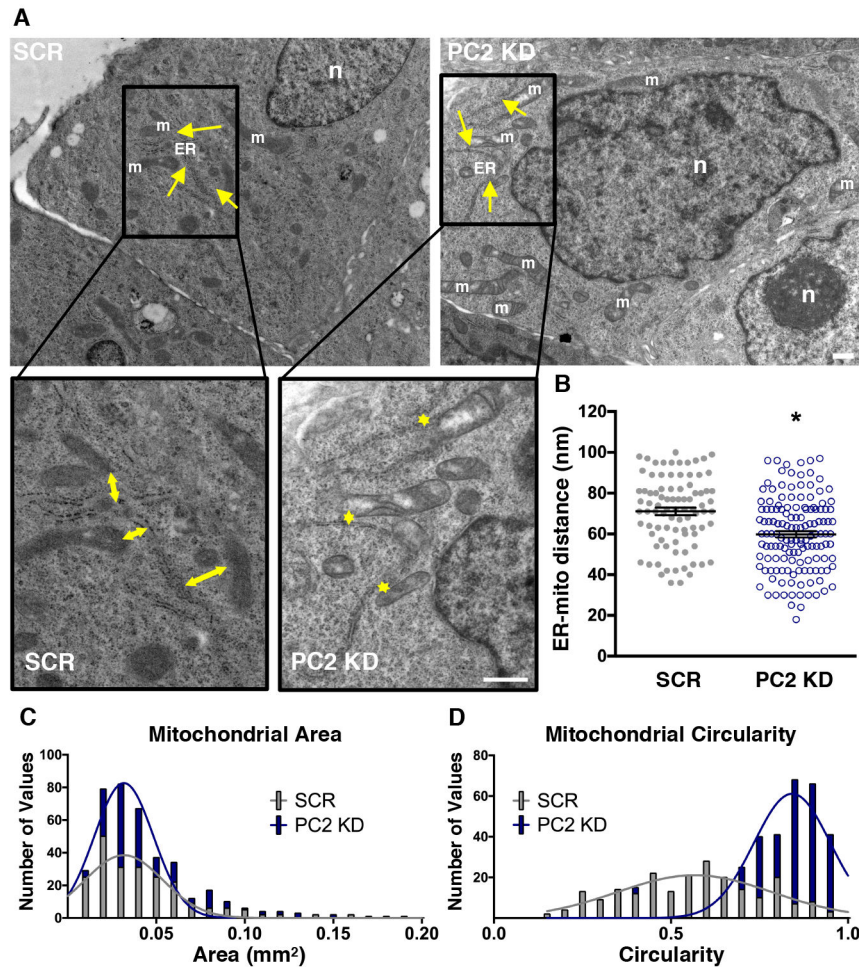 A
SCR
n
m
m
ER
m
PC2 KD
m
n
m
ER
m
m
m
m
m
n
SCR
PC2 KD
B
ER-mito distance (nm)
120
100
80
60
40
20
0
*
SCR
PC2 KD
C
Mitochondrial Area
Number of Values
100
80
60
40
20
0
SCR
PC2 KD
0.05
0.10
0.15
0.20
Area (mm²)
D
Mitochondrial Circularity
Number of Values
80
60
40
20
SCR
PC2 KD
0.0
0.5
1.0
Circularity